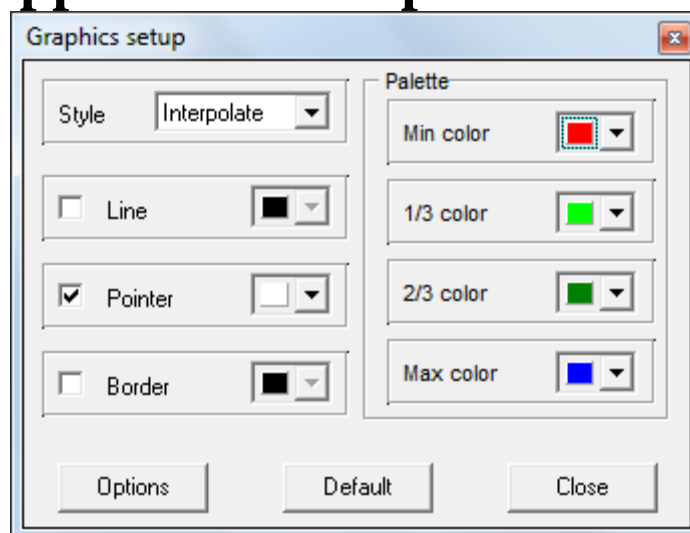 Graphics setup
Style Interpolate
Line
Pointer
Border
Palette
Min color
1/3 color
2/3 color
Max color
Options Default Close